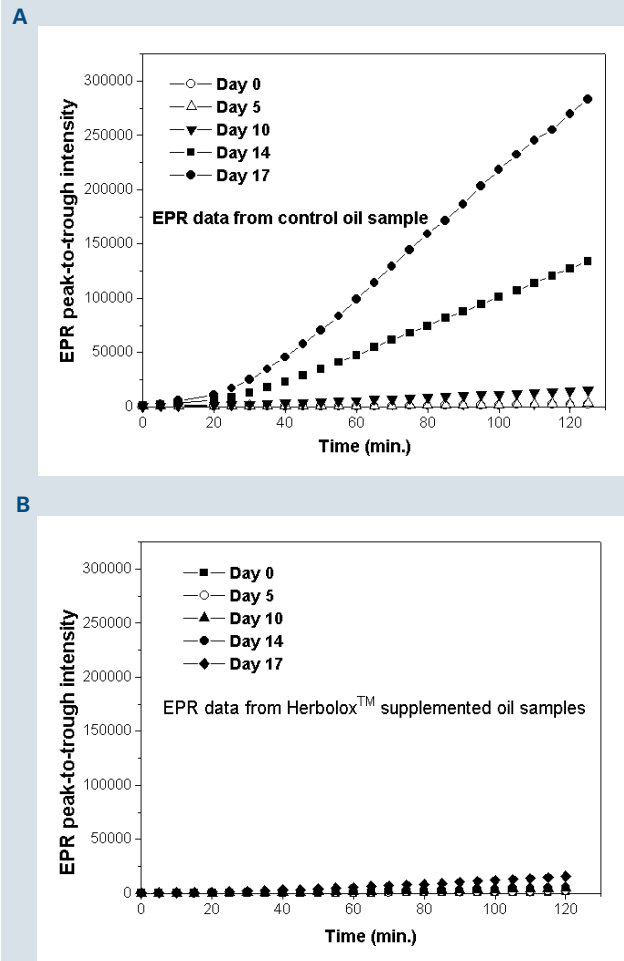 A
EPR peak-to-trough intensity
300000
250000
200000
150000
100000
50000
0
Day 0
Day 5
Day 10
Day 14
Day 17
EPR data from control oil sample
0 20 40 60 80 100 120
Time (min.)
B
EPR peak-to-trough intensity
300000
250000
200000
150000
100000
50000
0
Day 0
Day 5
Day 10
Day 14
Day 17
EPR data from Herbolox™ supplemented oil samples
0 20 40 60 80 100 120
Time (min.)